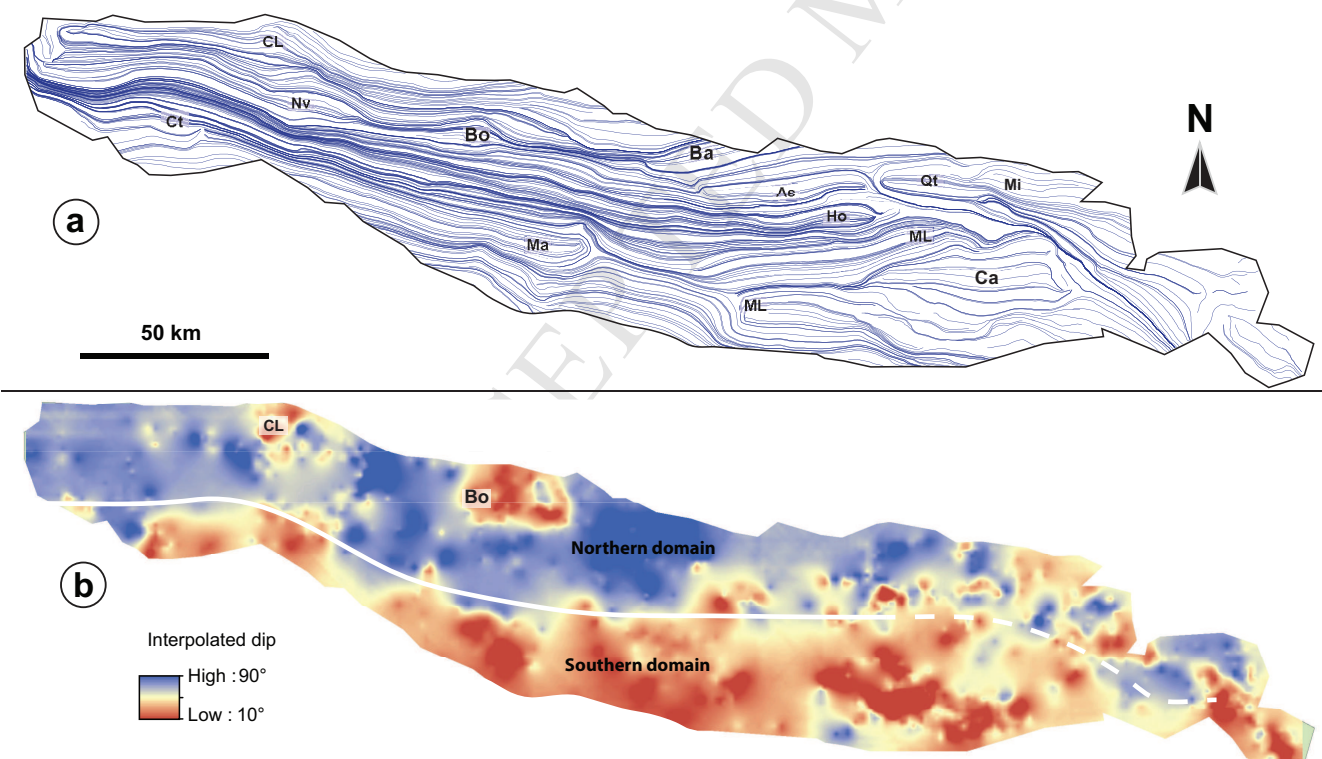 CL
Nv
Ct
Bo
Ba
N
Qt
Mi
Ho
ML
Ma
Ca
ML
a
50 km
CL
Bo
Northern domain
b
Southern domain
Interpolated dip
High : 90°
Low : 10°